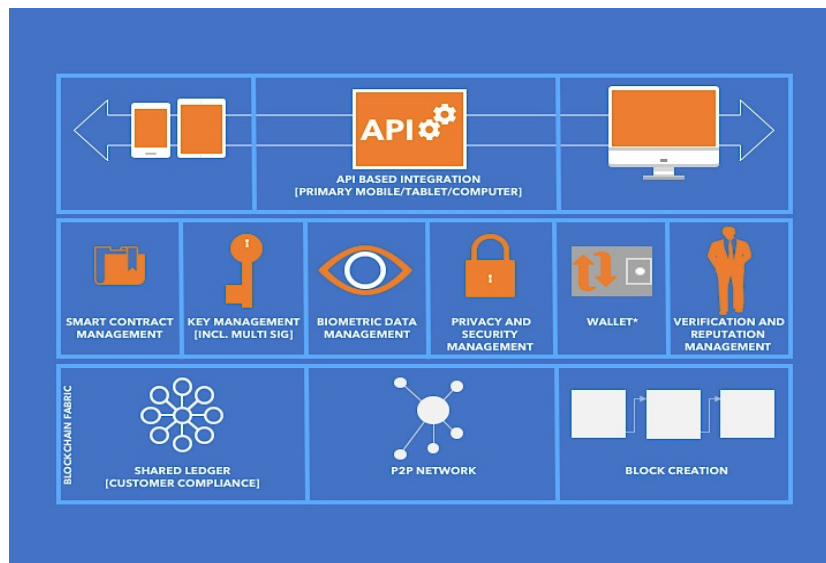 API
API BASED INTEGRATION
[PRIMARY MOBILE/TABLET/COMPUTER]
SMART CONTRACT
MANAGEMENT
KEY MANAGEMENT
[INCL. MULTI SIG]
BIOMETRIC DATA
MANAGEMENT
PRIVACY AND
SECURITY
MANAGEMENT
WALLET*
VERIFICATION AND
REPUTATION
MANAGEMENT
BLOCKCHAIN FABRIC
SHARED LEDGER
[CUSTOMER COMPLIANCE]
P2P NETWORK
BLOCK CREATION